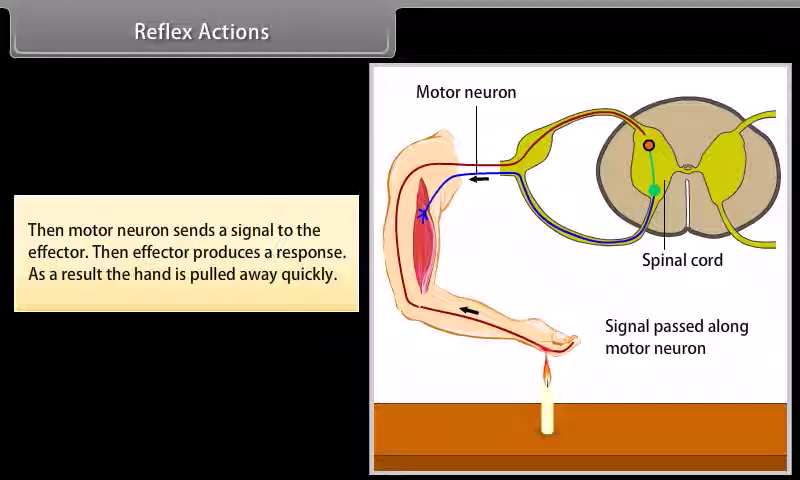 Reflex Actions
Motor neuron
Then motor neuron sends a signal to the
effector. Then effector produces a response.
As a result the hand is pulled away quickly.
Spinal cord
Signal passed along
motor neuron